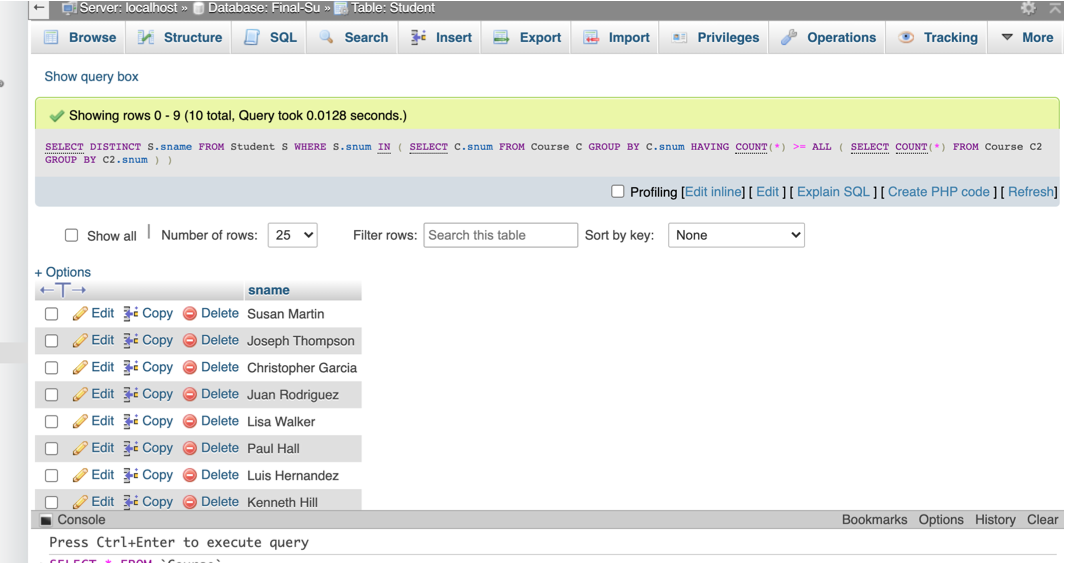 Server: localhost » Database: Final-Su » Table: Student
Browse Structure SQL Search Insert Export Import Privileges Operations Tracking More
Show query box
Showing rows 0 - 9 (10 total, Query took 0.0128 seconds.)
SELECT DISTINCT S.sname FROM Student S WHERE S.snum IN ( SELECT C.snum FROM Course C GROUP BY C.snum HAVING COUNT(*) >= ALL ( SELECT COUNT(*) FROM Course C2
GROUP BY C2.snum ) )
Profiling [Edit inline] [ Edit ] [ Explain SQL ] [ Create PHP code ] [ Refresh]
Show all | Number of rows: 25 Filter rows: Search this table Sort by key: None
+ Options
←T→ sname
Edit Copy Delete Susan Martin
Edit Copy Delete Joseph Thompson
Edit Copy Delete Christopher Garcia
Edit Copy Delete Juan Rodriguez
Edit Copy Delete Lisa Walker
Edit Copy Delete Paul Hall
Edit Copy Delete Luis Hernandez
Edit Copy Delete Kenneth Hill
Console Bookmarks Options History Clear
Press Ctrl+Enter to execute query
SELECT * FROM `Course`